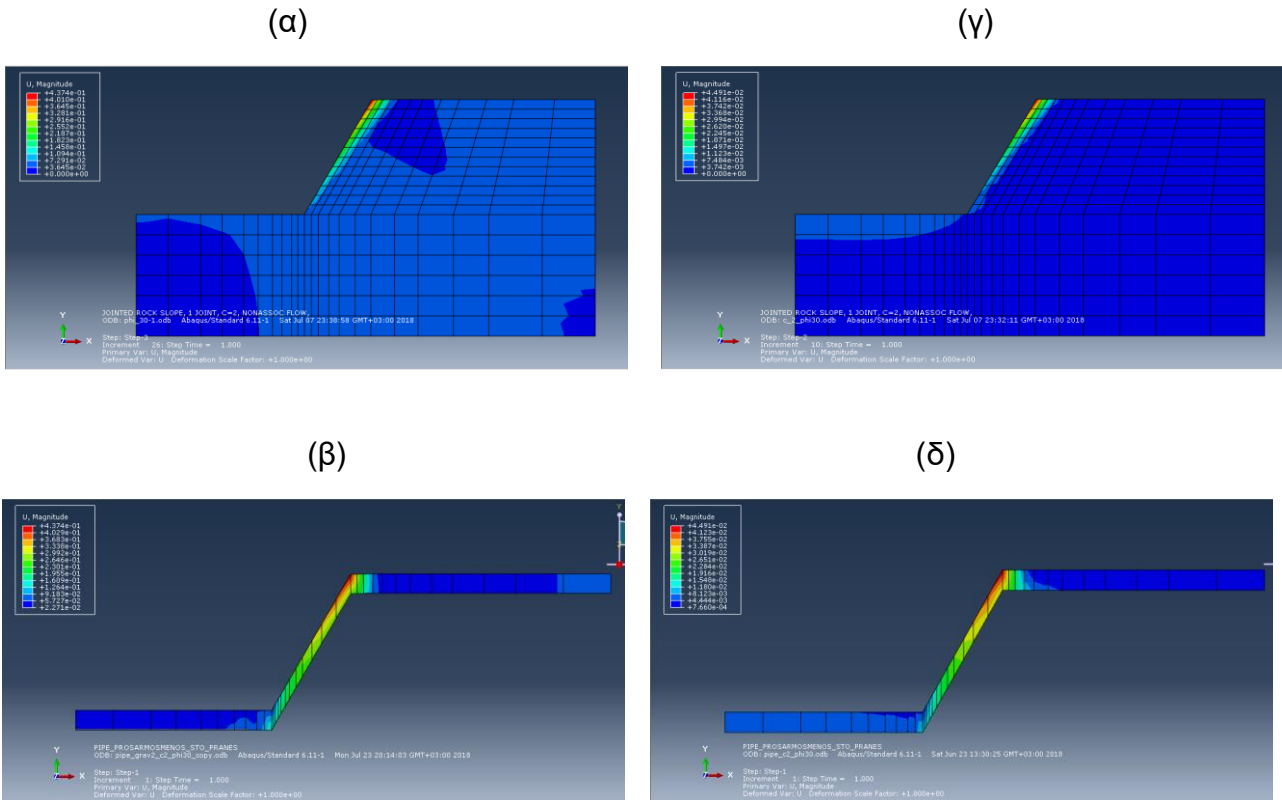 (α)
(γ)
U, Magnitude
+4.374e-01
+4.010e-01
+3.645e-01
+3.281e-01
+2.916e-01
+2.552e-01
+2.187e-01
+1.823e-01
+1.458e-01
+1.094e-01
+7.291e-02
+3.645e-02
+0.000e+00
JOINTED ROCK SLOPE, 1 JOINT, C=2, NONASSOC FLOW,
ODB: phi_30-1.odb Abaqus/Standard 6.11-1 Sat Jul 07 23:38:58 GMT+03:00 2018
Step: Step-3
Increment 26: Step Time = 1.000
Primary Var: U, Magnitude
Deformed Var: U Deformation Scale Factor: +1.000e+00
Y
X
U, Magnitude
+4.491e-02
+4.116e-02
+3.742e-02
+3.368e-02
+2.994e-02
+2.620e-02
+2.245e-02
+1.871e-02
+1.497e-02
+1.123e-02
+7.484e-03
+3.742e-03
+0.000e+00
JOINTED ROCK SLOPE, 1 JOINT, C=2, NONASSOC FLOW,
ODB: c_2_phi30.odb Abaqus/Standard 6.11-1 Sat Jul 07 23:32:11 GMT+03:00 2018
Step: Step-2
Increment 10: Step Time = 1.000
Primary Var: U, Magnitude
Deformed Var: U Deformation Scale Factor: +1.000e+00
Y
X
(β)
(δ)
U, Magnitude
+4.374e-01
+4.029e-01
+3.683e-01
+3.338e-01
+2.992e-01
+2.646e-01
+2.301e-01
+1.955e-01
+1.609e-01
+1.264e-01
+9.183e-02
+5.727e-02
+2.271e-02
Y
PIPE_PROSARMOSMENOS_STO_PRANES
ODB: pipe_grav2_c2_phi30_copy.odb Abaqus/Standard 6.11-1 Mon Jul 23 20:14:03 GMT+03:00 2018
Step: Step-1
Increment 1: Step Time = 1.000
Primary Var: U, Magnitude
Deformed Var: U Deformation Scale Factor: +1.000e+00
Y
X
U, Magnitude
+4.491e-02
+4.123e-02
+3.755e-02
+3.387e-02
+3.019e-02
+2.651e-02
+2.284e-02
+1.916e-02
+1.548e-02
+1.180e-02
+8.123e-03
+4.444e-03
+7.660e-04
PIPE_PROSARMOSMENOS_STO_PRANES
ODB: pipe_c2_phi30.odb Abaqus/Standard 6.11-1 Sat Jun 23 13:30:25 GMT+03:00 2018
Step: Step-1
Increment 1: Step Time = 1.000
Primary Var: U, Magnitude
Deformed Var: U Deformation Scale Factor: +1.000e+00
Y
X